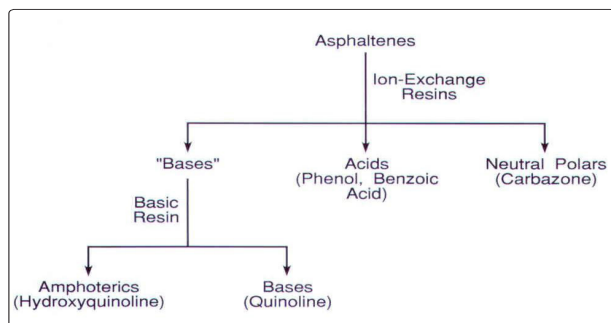 Asphaltenes
Ion-Exchange
Resins
"Bases"
Acids
(Phenol, Benzoic
Acid)
Neutral Polars
(Carbazone)
Basic
Resin
Amphoterics
(Hydroxyquinoline)
Bases
(Quinoline)